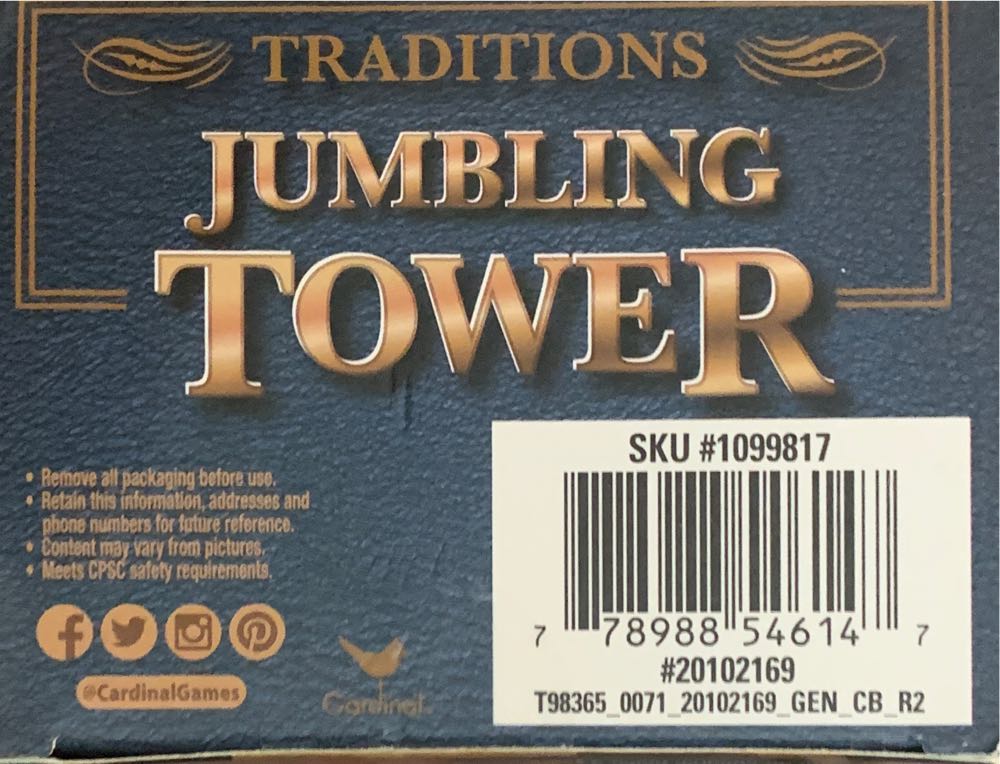 TRADITIONS
JUMBLING
TOWER
• Remove all packaging before use.
• Retain this information, addresses and
phone numbers for future reference.
• Content may vary from pictures.
• Meets CPSC safety requirements.
@CardinalGames
Cardinal
SKU #1099817
7 78988 54614 7
#20102169
T98365_0071_20102169_GEN_CB_R2